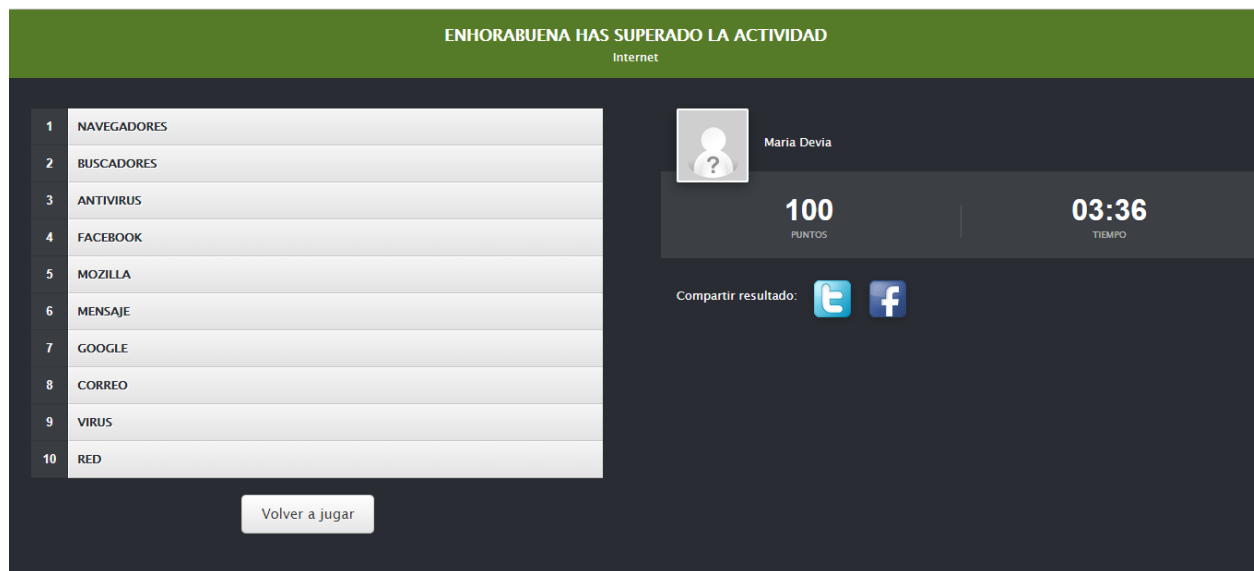 ENHORABUENA HAS SUPERADO LA ACTIVIDAD
Internet
1 NAVEGADORES
2 BUSCADORES
3 ANTIVIRUS
4 FACEBOOK
5 MOZILLA
6 MENSAJE
7 GOOGLE
8 CORREO
9 VIRUS
10 RED
Volver a jugar
?
Maria Devia
100
PUNTOS
03:36
TIEMPO
Compartir resultado: